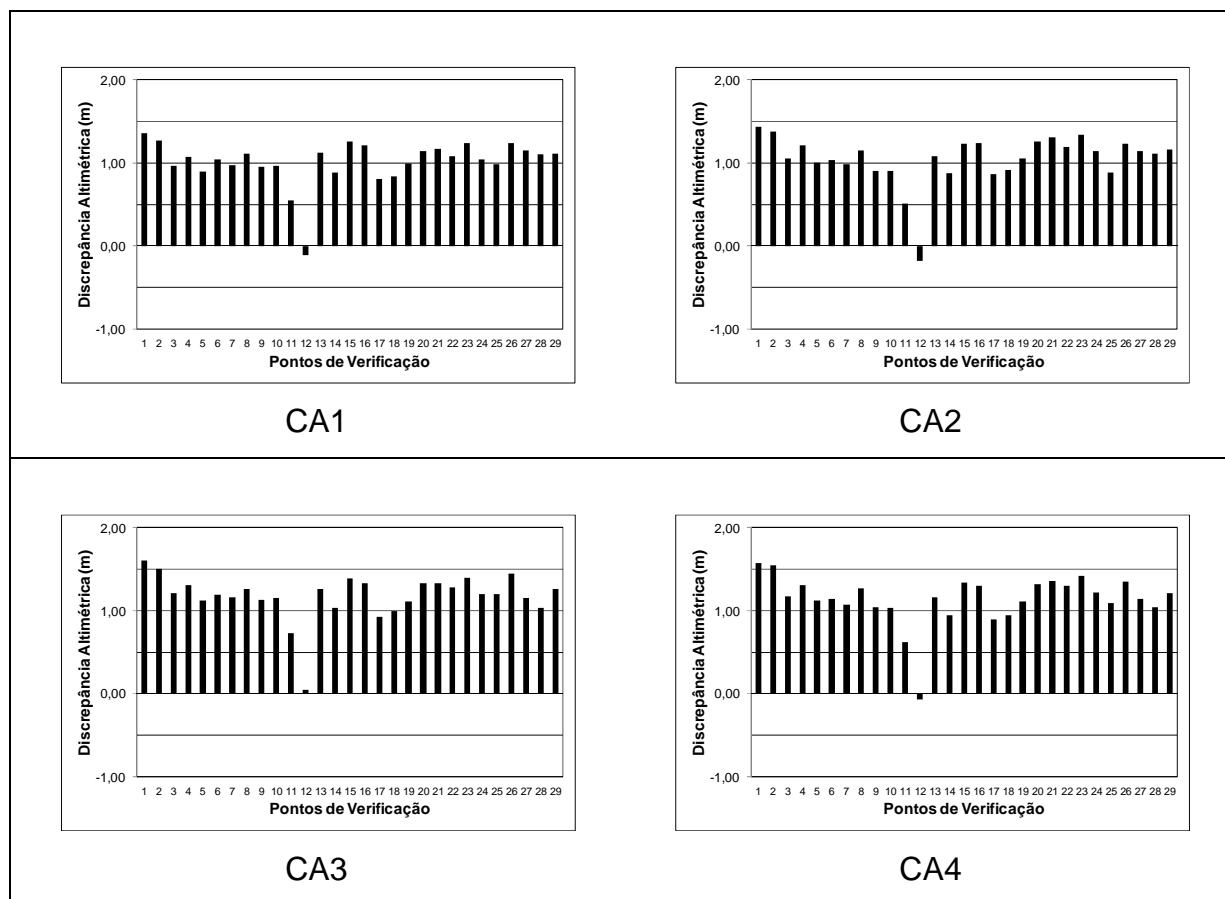 2,00
1,00
0,00
-1,00
Discrepância Altimétrica (m)
1 2 3 4 5 6 7 8 9 10 11 12 13 14 15 16 17 18 19 20 21 22 23 24 25 26 27 28 29
Pontos de Verificação
CA1
2,00
1,00
0,00
-1,00
Discrepância Altimétrica (m)
1 2 3 4 5 6 7 8 9 10 11 12 13 14 15 16 17 18 19 20 21 22 23 24 25 26 27 28 29
Pontos de Verificação
CA2
2,00
1,00
0,00
-1,00
Discrepância Altimétrica (m)
1 2 3 4 5 6 7 8 9 10 11 12 13 14 15 16 17 18 19 20 21 22 23 24 25 26 27 28 29
Pontos de Verificação
CA3
2,00
1,00
0,00
-1,00
Discrepância Altimétrica (m)
1 2 3 4 5 6 7 8 9 10 11 12 13 14 15 16 17 18 19 20 21 22 23 24 25 26 27 28 29
Pontos de Verificação
CA4